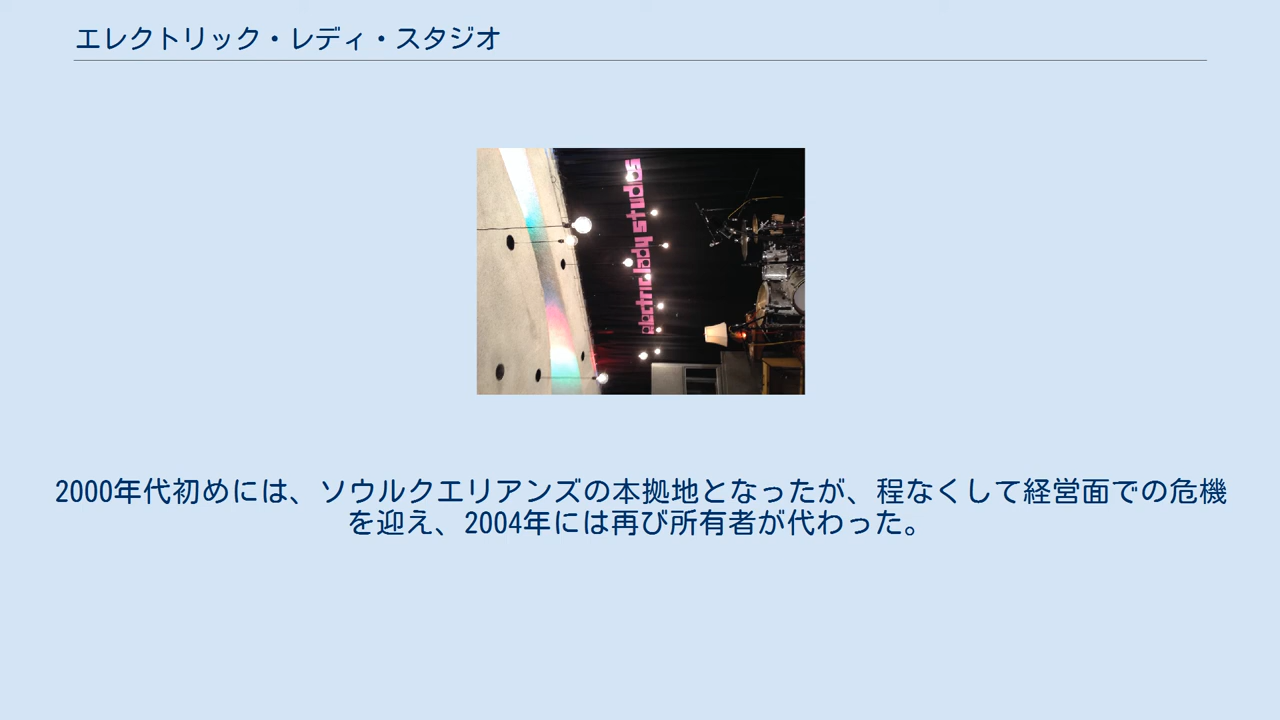 エレクトリック・レディ・スタジオ
electric lady studios
2000年代初めには、ソウルクエリアンズの本拠地となったが、程なくして経営面での危機
を迎え、2004年には再び所有者が代わった。